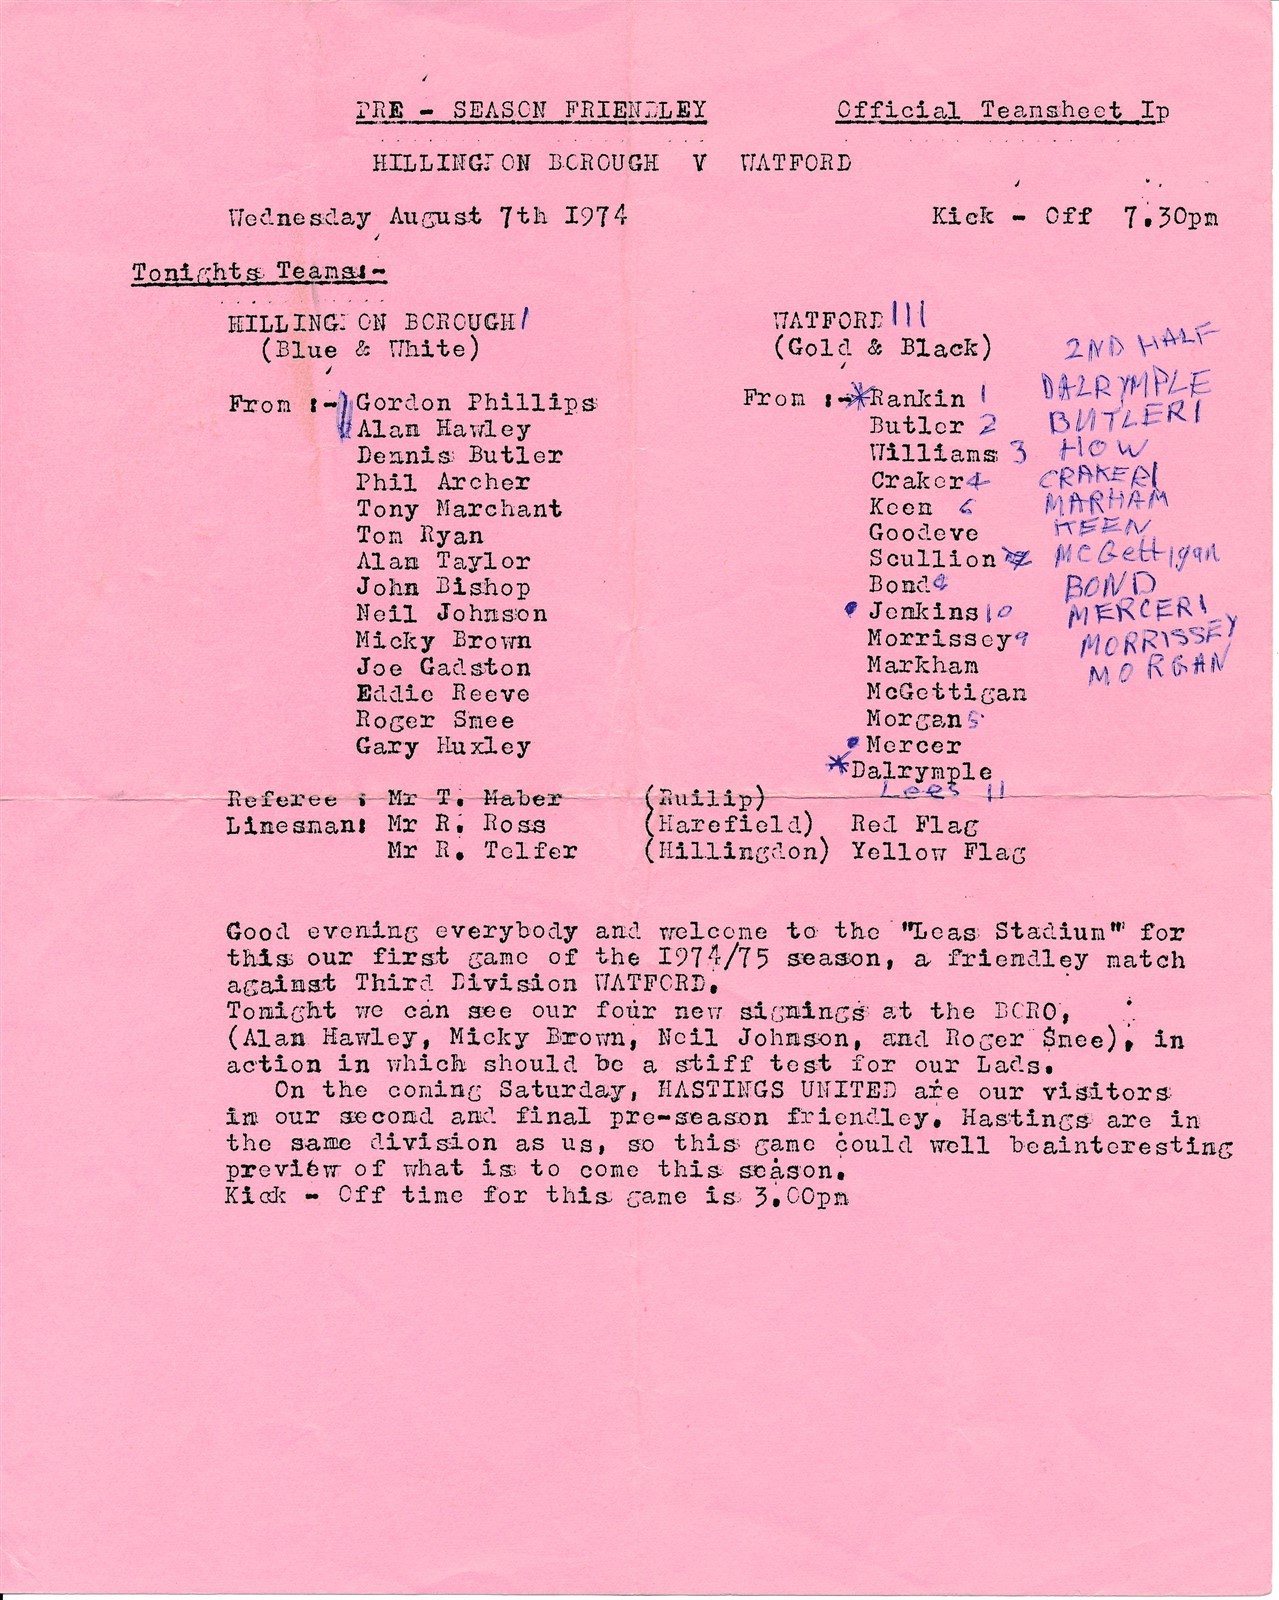 PRE - SEASON FRIENDLEY Official Teamsheet Ip
HILLINGTON BOROUGH V WATFORD
Wednesday August 7th I974 Kick - Off 7.30pm
Tonights Teams:-
HILLINGTON BOROUGH 1 WATFORD 111
(Blue & White) (Gold & Black) 2ND HALF
From :- Gordon Phillips From :- *Rankin 1 DALRYMPLE
Alan Hawley Butler 2 BUTLER 1
Dennis Butler Williams 3 HOW
Phil Archer Craker 4 CRAKER 1
Tony Marchant Keen 6 MARHAM
Tom Ryan Goodeve KEEN
Alan Taylor Scullion McGettigan
John Bishop Bond BOND
Neil Johnson Jenkins 10 MERCER 1
Micky Brown Morrissey 9 MORRISSEY
Joe Gadston Markham MORGAN
Eddie Reeve McGettigan
Roger Smee Morgan 5
Gary Huxley Mercer
*Dalrymple
Lees 11
Referee : Mr T. Maber (Ruilip)
Linesman: Mr R. Ross (Harefield) Red Flag
Mr R. Telfer (Hillingdon) Yellow Flag
Good evening everybody and welcome to the "Leas Stadium" for
this our first game of the I974/75 season, a friendley match
against Third Division WATFORD.
Tonight we can see our four new signings at the BORO,
(Alan Hawley, Micky Brown, Neil Johnson, and Roger Smee), in
action in which should be a stiff test for our Lads.
On the coming Saturday, HASTINGS UNITED are our visitors
in our second and final pre-season friendley. Hastings are in
the same division as us, so this game could well beainteresting
preview of what is to come this season.
Kick - Off time for this game is 3.00pm